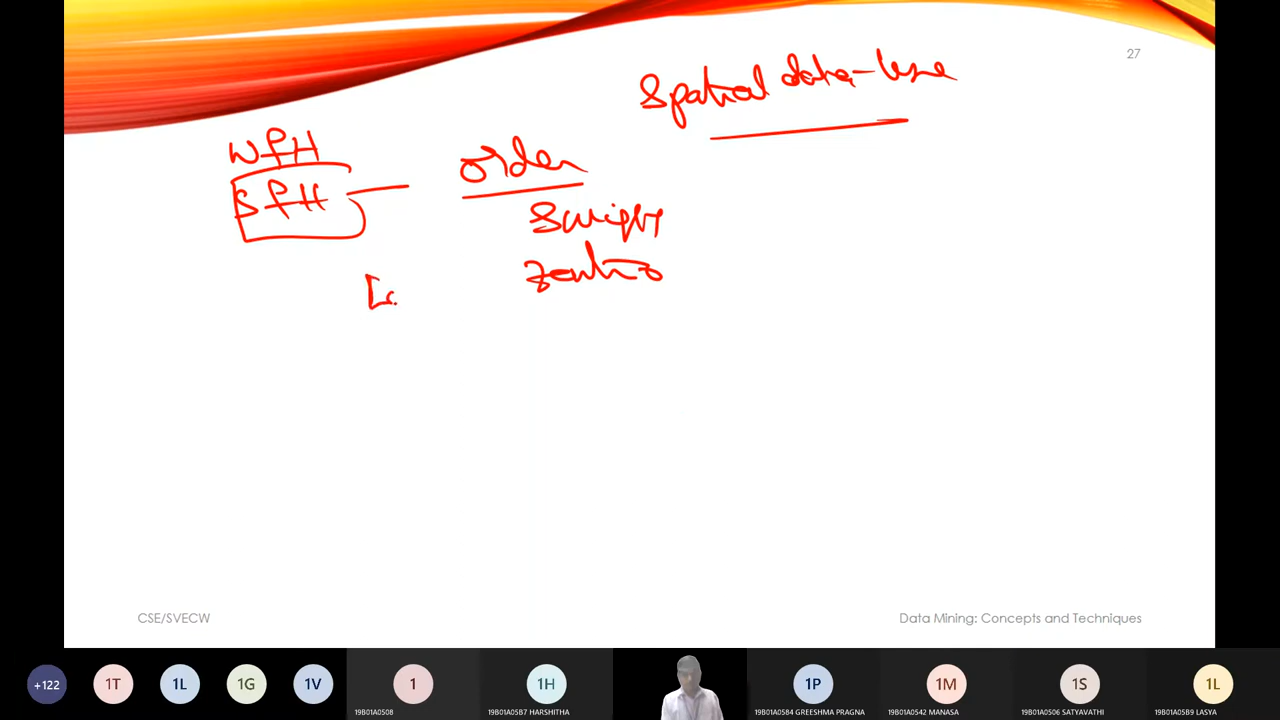 27
Spatial data-base
WFH
SFH
order
Swiggy
Zomato
CSE/SVECW
Data Mining: Concepts and Techniques
+122
1T
1L
1G
1V
1
19B01A0508
1H
19B01A05B7 HARSHITHA
1P
19B01A0584 GREESHMA PRAGNA
1M
19B01A0542 MANASA
1S
19B01A0506 SATYAVATHI
1L
19B01A05B9 LASYA